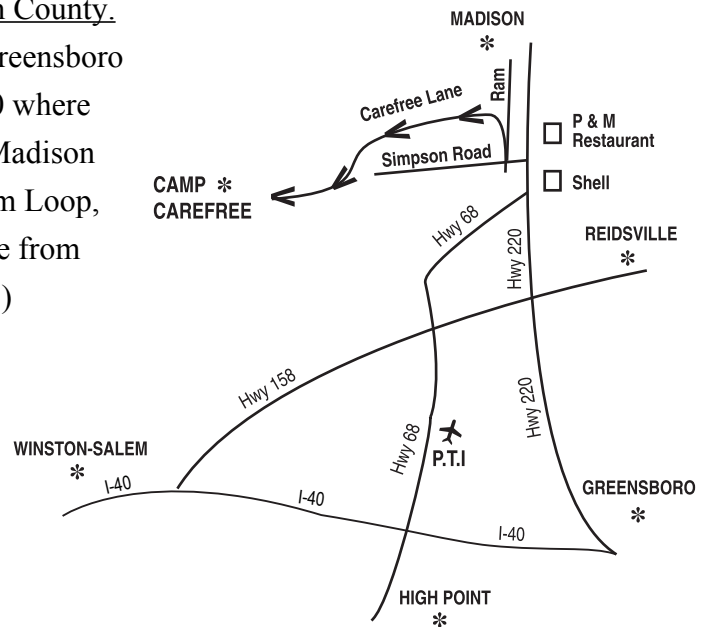 County.
where
Madison
Loop,
from
)
MADISON
*
Ram
Carefree Lane
P & M
Restaurant
Simpson Road
CAMP *
CAREFREE
Shell
Hwy 68
REIDSVILLE
*
Hwy 220
Hwy 158
Hwy 220
Hwy 68
P.T.I
WINSTON-SALEM
*
I-40
I-40
I-40
GREENSBORO
*
HIGH POINT
*